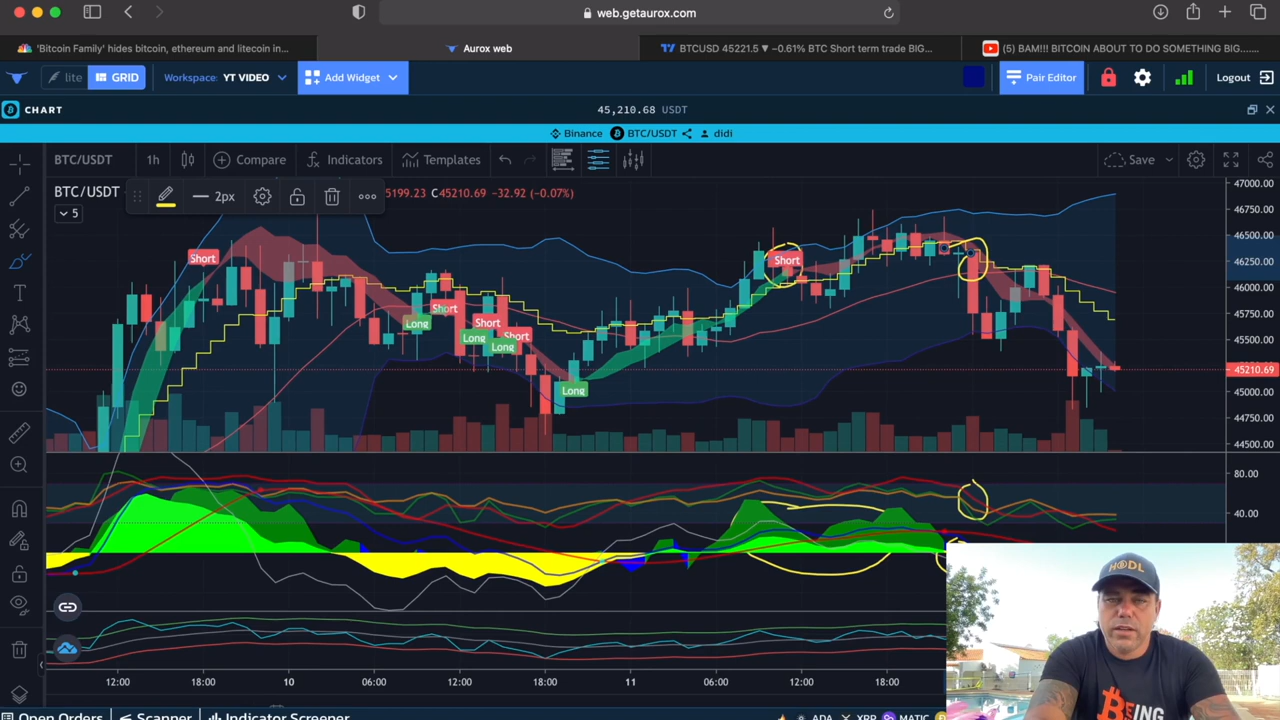 web.getaurox.com
'Bitcoin Family' hides bitcoin, ethereum and litecoin in...
Aurox web
BTCUSD 45221.5 ▼ −0.61% BTC Short term trade BIG...
(5) BAM!!! BITCOIN ABOUT TO DO SOMETHING BIG......
lite
GRID
Workspace: YT VIDEO
Add Widget
Pair Editor
Logout
CHART
45,210.68 USDT
Binance
BTC/USDT
didi
BTC/USDT
1h
Compare
Indicators
Templates
Save
BTC/USDT
2px
5199.23 C45210.69 −32.92 (−0.07%)
5
47000.00
46750.00
46500.00
46250.00
46000.00
45750.00
45500.00
45210.69
45000.00
44750.00
44500.00
Short
Short
Long
Short
Long
Short
Long
Short
Long
Short
80.00
40.00
12:00
18:00
10
06:00
12:00
18:00
11
06:00
12:00
18:00
Open Orders
Scanner
Indicator Screener
ADA
XRP
MATIC
HODL
BEING